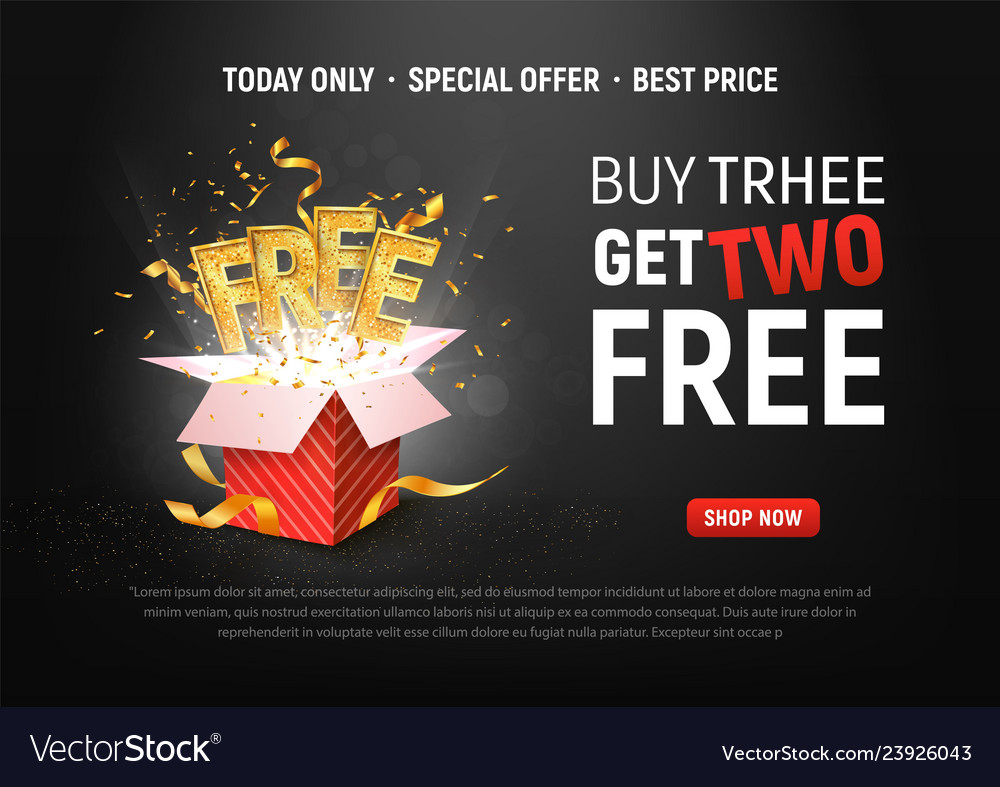 TODAY ONLY · SPECIAL OFFER · BEST PRICE
FREE
BUY TRHEE
GET TWO
FREE
SHOP NOW
"Lorem ipsum dolor sit amet, consectetur adipiscing elit, sed do eiusmod tempor incididunt ut labore et dolore magna enim ad
minim veniam, quis nostrud exercitation ullamco laboris nisi ut aliquip ex ea commodo consequat. Duis aute irure dolor in
reprehenderit in voluptate velit esse cillum dolore eu fugiat nulla pariatur. Excepteur sint occae p
VectorStock®
VectorStock.com/23926043